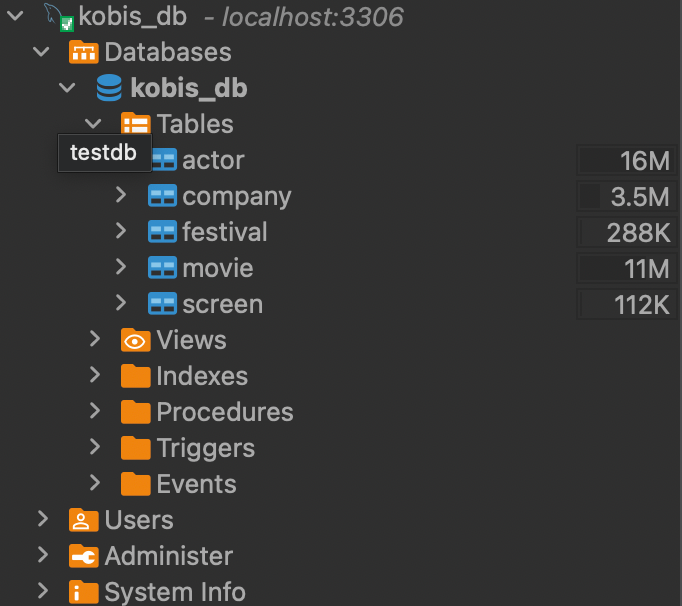 kobis_db - localhost:3306
Databases
kobis_db
Tables
testdb
actor 16M
company 3.5M
festival 288K
movie 11M
screen 112K
Views
Indexes
Procedures
Triggers
Events
Users
Administer
System Info